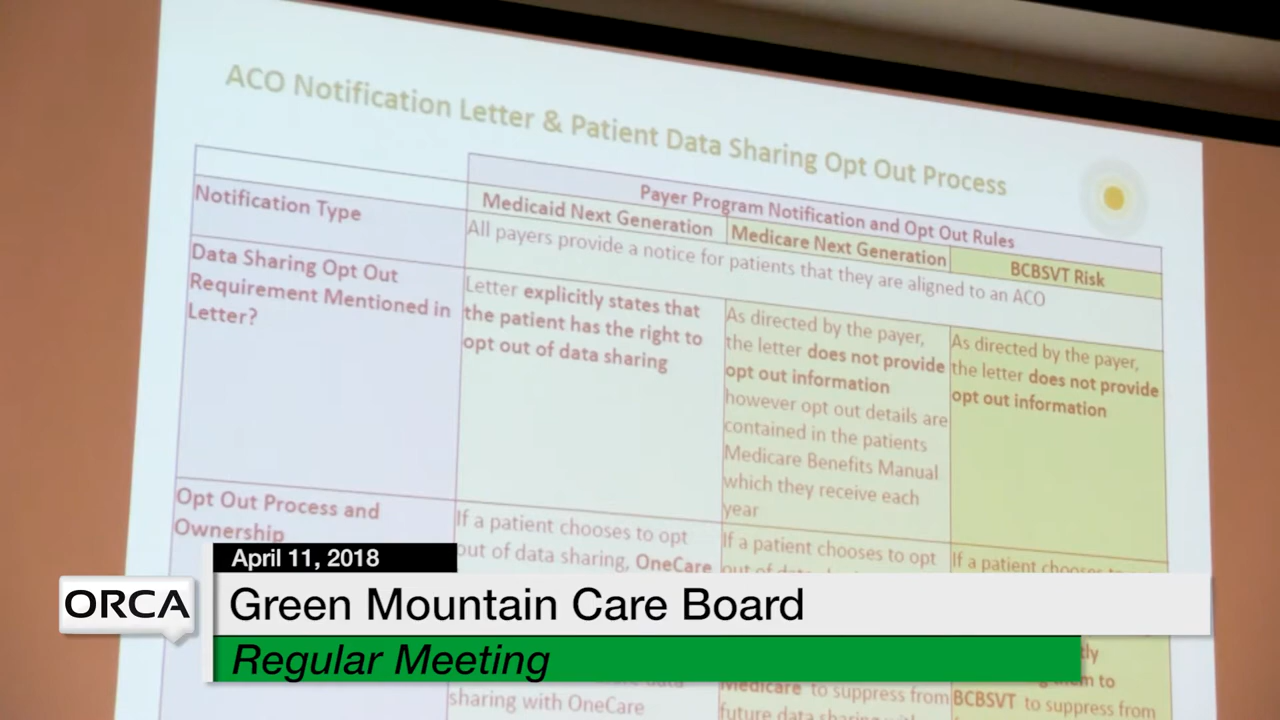 ACO Notification Letter & Patient Data Sharing Opt Out Process
Payer Program Notification and Opt Out Rules
Medicaid Next Generation
Medicare Next Generation
BCBSVT Risk
Notification Type
All payers provide a notice for patients that they are aligned to an ACO
Data Sharing Opt Out
Requirement Mentioned in
Letter?
Letter explicitly states that
the patient has the right to
opt out of data sharing
As directed by the payer,
the letter does not provide
opt out information
however opt out details are
contained in the patients
Medicare Benefits Manual
which they receive each
year
As directed by the payer,
the letter does not provide
opt out information
Opt Out Process and
Ownership
If a patient chooses to opt
out of data sharing, OneCare
sharing with OneCare
If a patient chooses to opt
out of
Medicare to suppress from
future data sharing
If a patient chooses
to
BCBSVT to suppress from
April 11, 2018
ORCA
Green Mountain Care Board
Regular Meeting